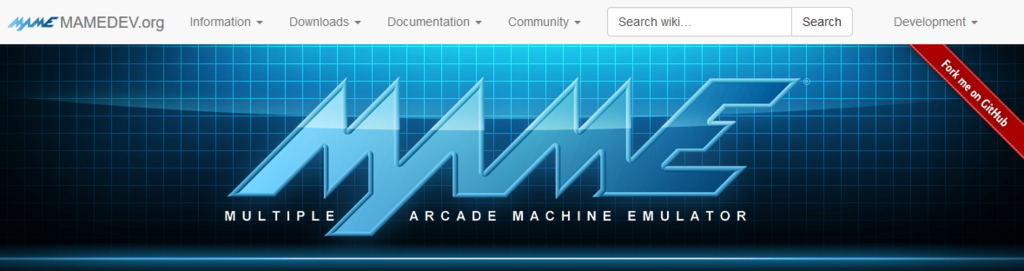 MAME MAMEDEV.org Information Downloads Documentation Community Search wiki... Search Development
Fork me on GitHub
MAME ©
MULTIPLE ARCADE MACHINE EMULATOR